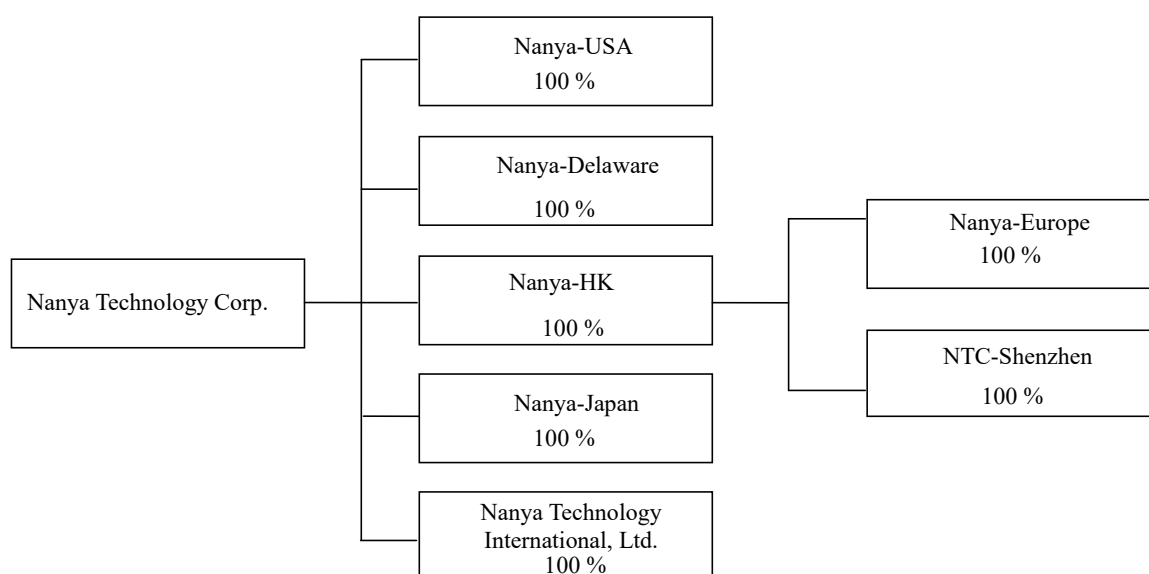 Nanya Technology Corp.
Nanya-USA
100 %
Nanya-Delaware
100 %
Nanya-HK
100 %
Nanya-Japan
100 %
Nanya Technology
International, Ltd.
100 %
Nanya-Europe
100 %
NTC-Shenzhen
100 %